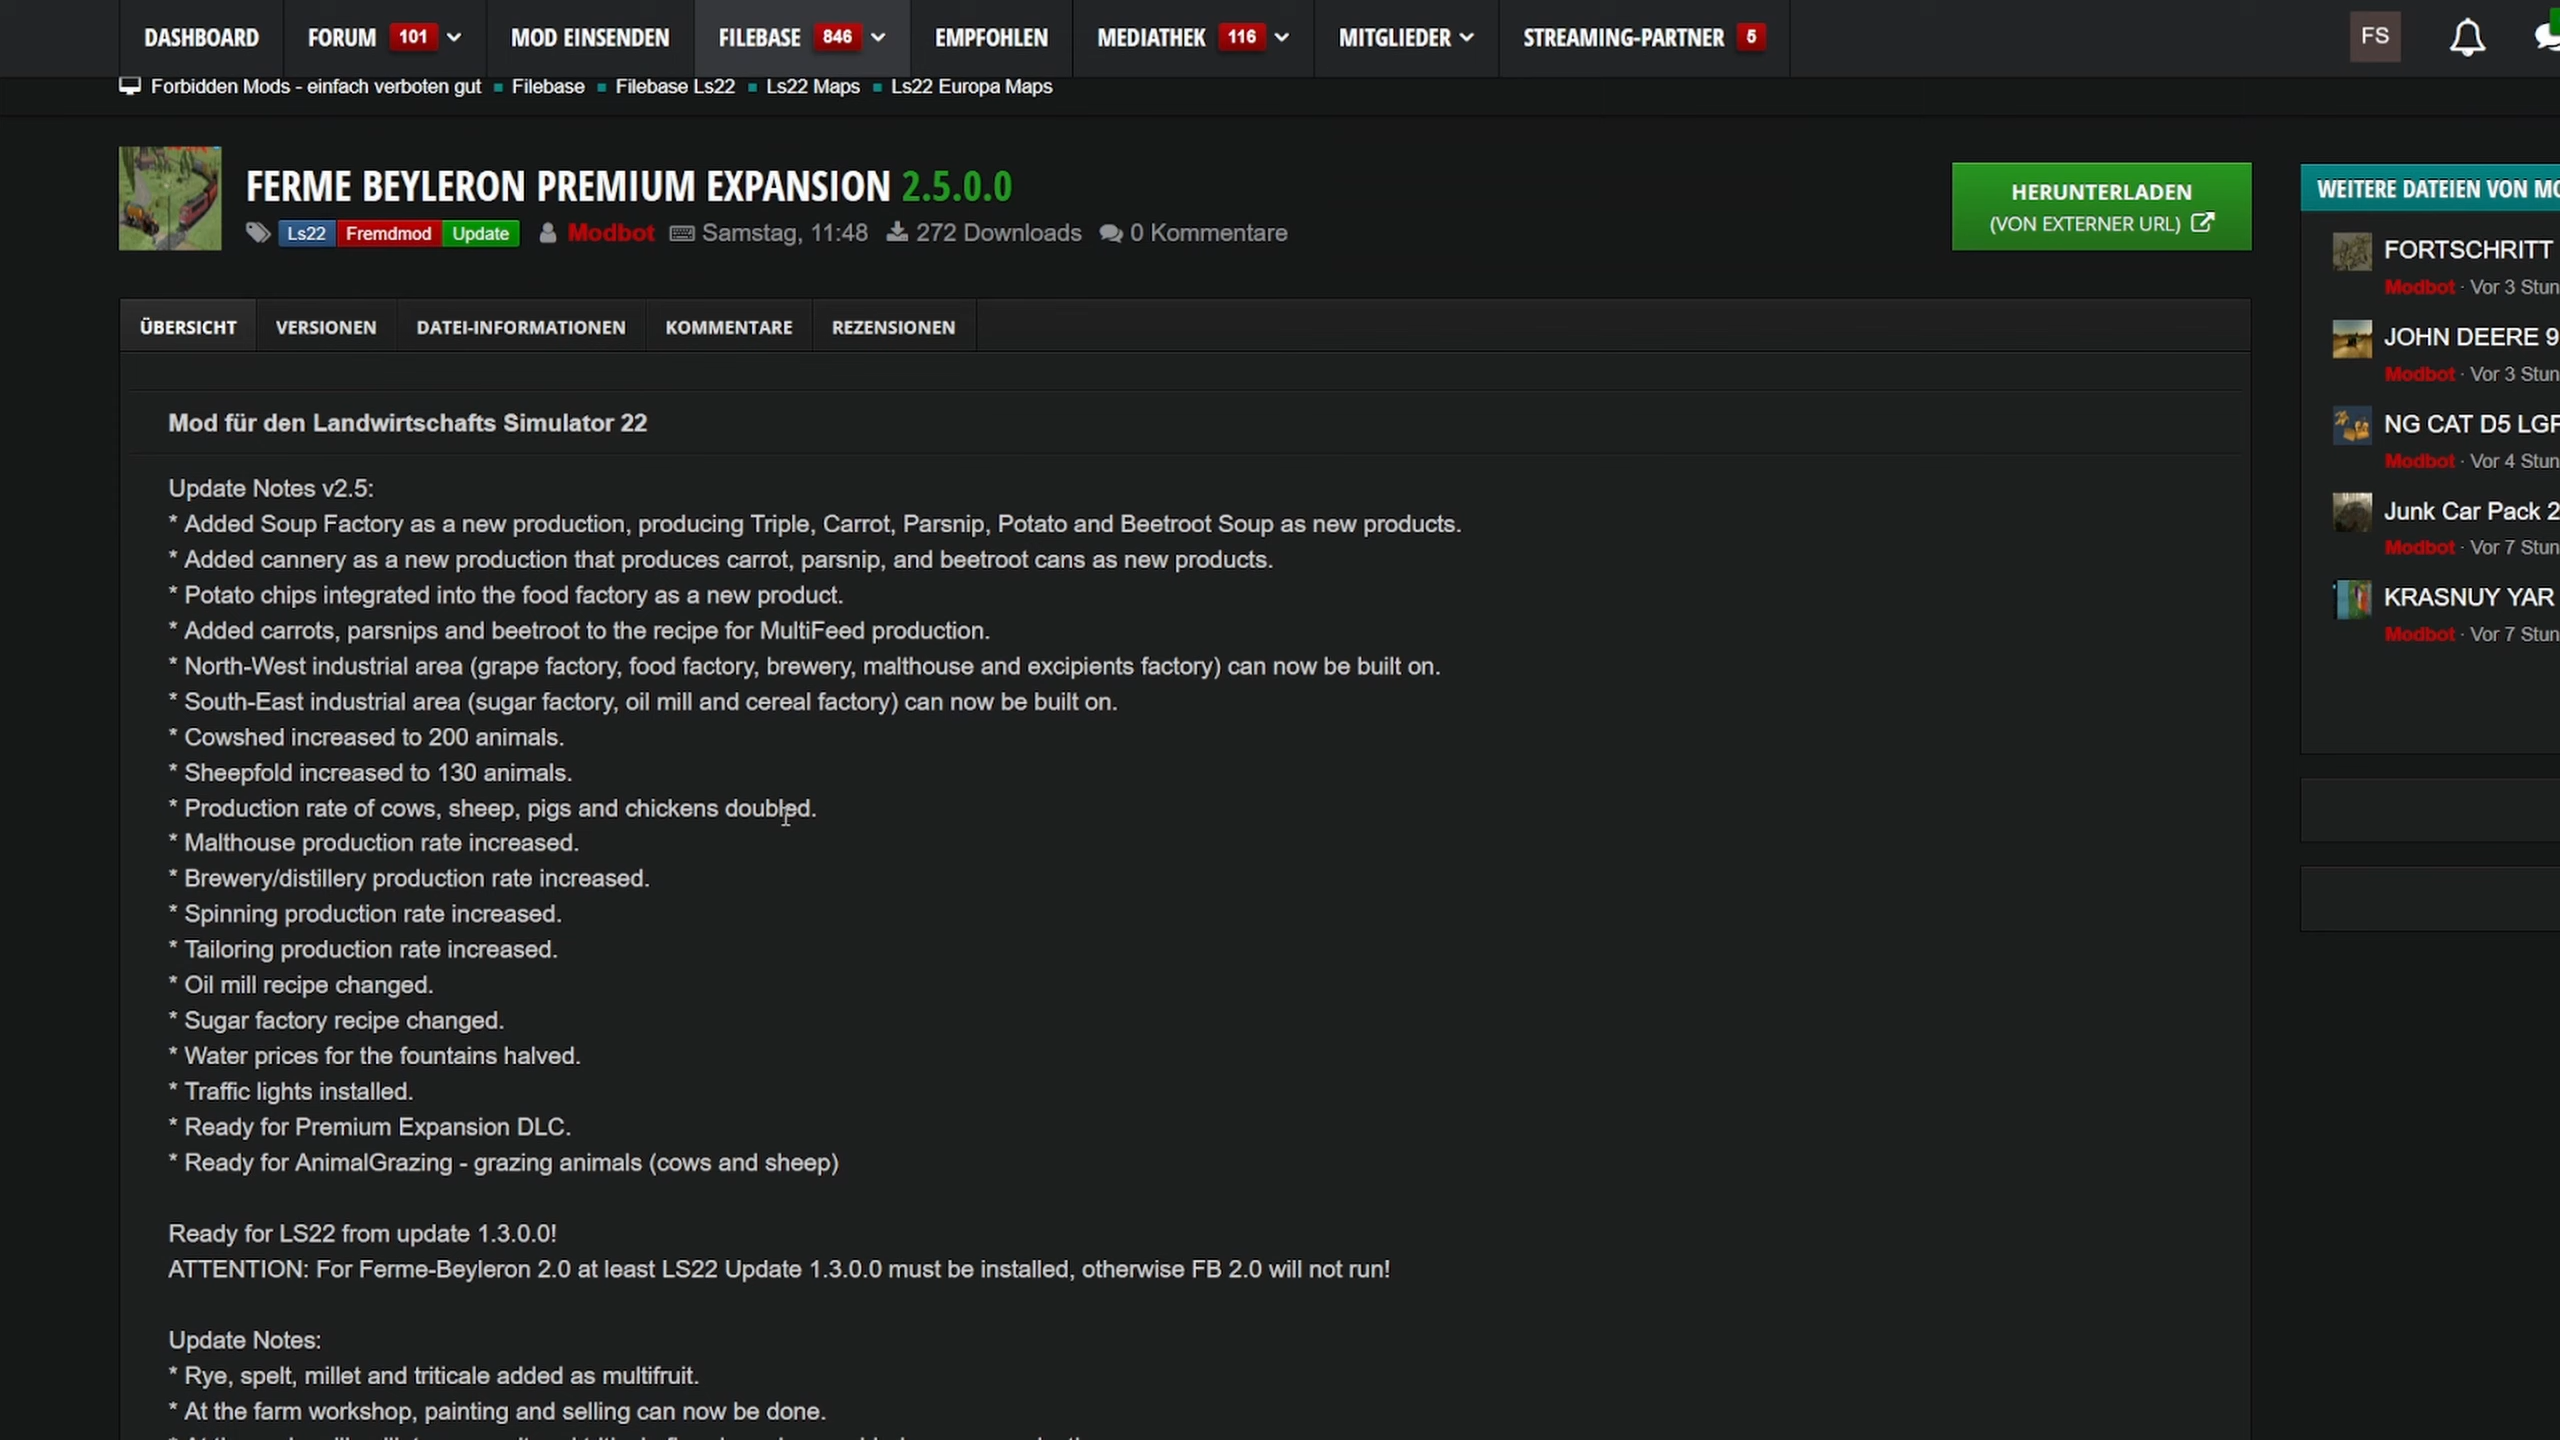 DASHBOARD FORUM 101 MOD EINSENDEN FILEBASE 846 EMPFOHLEN MEDIATHEK 116 MITGLIEDER STREAMING-PARTNER 5 FS
Forbidden Mods - einfach verboten gut Filebase Filebase Ls22 Ls22 Maps Ls22 Europa Maps
FERME BEYLERON PREMIUM EXPANSION 2.5.0.0
Ls22 Fremdmod Update Modbot Samstag, 11:48 272 Downloads 0 Kommentare
HERUNTERLADEN
(VON EXTERNER URL)
ÜBERSICHT VERSIONEN DATEI-INFORMATIONEN KOMMENTARE REZENSIONEN
Mod für den Landwirtschafts Simulator 22
Update Notes v2.5:
* Added Soup Factory as a new production, producing Triple, Carrot, Parsnip, Potato and Beetroot Soup as new products.
* Added cannery as a new production that produces carrot, parsnip, and beetroot cans as new products.
* Potato chips integrated into the food factory as a new product.
* Added carrots, parsnips and beetroot to the recipe for MultiFeed production.
* North-West industrial area (grape factory, food factory, brewery, malthouse and excipients factory) can now be built on.
* South-East industrial area (sugar factory, oil mill and cereal factory) can now be built on.
* Cowshed increased to 200 animals.
* Sheepfold increased to 130 animals.
* Production rate of cows, sheep, pigs and chickens doubled.
* Malthouse production rate increased.
* Brewery/distillery production rate increased.
* Spinning production rate increased.
* Tailoring production rate increased.
* Oil mill recipe changed.
* Sugar factory recipe changed.
* Water prices for the fountains halved.
* Traffic lights installed.
* Ready for Premium Expansion DLC.
* Ready for AnimalGrazing - grazing animals (cows and sheep)
Ready for LS22 from update 1.3.0.0!
ATTENTION: For Ferme-Beyleron 2.0 at least LS22 Update 1.3.0.0 must be installed, otherwise FB 2.0 will not run!
Update Notes:
* Rye, spelt, millet and triticale added as multifruit.
* At the farm workshop, painting and selling can now be done.
WEITERE DATEIEN VON MO
FORTSCHRITT
Modbot · Vor 3 Stun
JOHN DEERE 9
Modbot · Vor 3 Stun
NG CAT D5 LGP
Modbot · Vor 4 Stun
Junk Car Pack 2
Modbot · Vor 7 Stun
KRASNUY YAR
Modbot · Vor 7 Stun